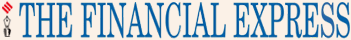 THE FINANCIAL EXPRESS